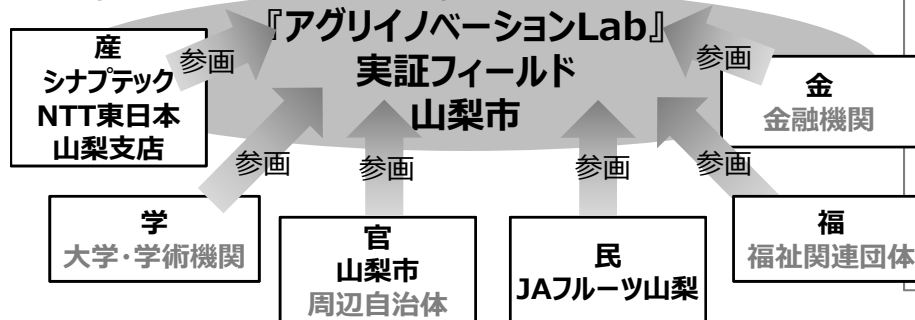 『アグリイノベーションLab』
実証フィールド
山梨市
産
シナプテック
NTT東日本
山梨支店
参画
参画
金
金融機関
参画
参画
参画
参画
学
大学・学術機関
官
山梨市
周辺自治体
民
JAフルーツ山梨
福
福祉関連団体